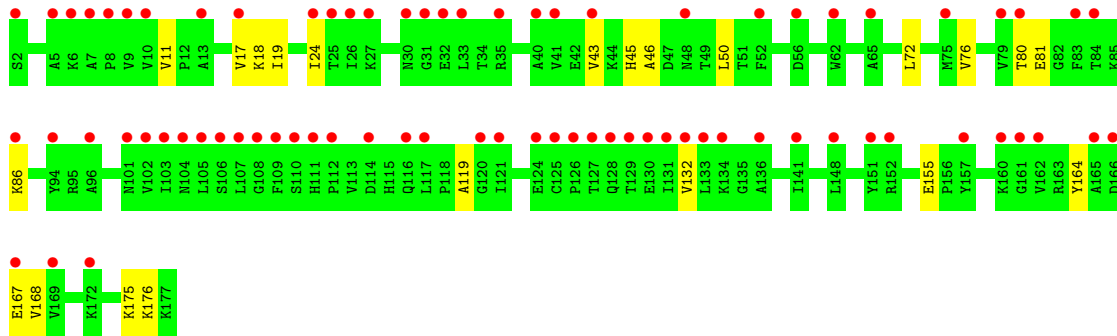 S2 A5 K6 A7 P8 V9 V10 V11 P12 A13 V17 K18 I19 I24 T25 I26 K27 N30 G31 E32 L33 T34 R35 A40 V41 E42 V43 K44 H45 A46 D47 N48 T49 L50 T51 F52 D56 W62 A65 L72 M75 V76 V79 T80 E81 G82 F83 T84 K85
K86 Y94 R95 A96 N101 V102 I103 N104 L105 S106 L107 G108 F109 S110 H111 P112 V113 D114 H115 Q116 L117 P118 A119 G120 I121 E124 C125 P126 T127 Q128 T129 E130 I131 V132 L133 K134 G135 A136 I141 L148 Y151 R152 E155 P156 Y157 K160 G161 V162 R163 Y164 A165 D166
E167 V168 V169 K172 K175 K176 K177